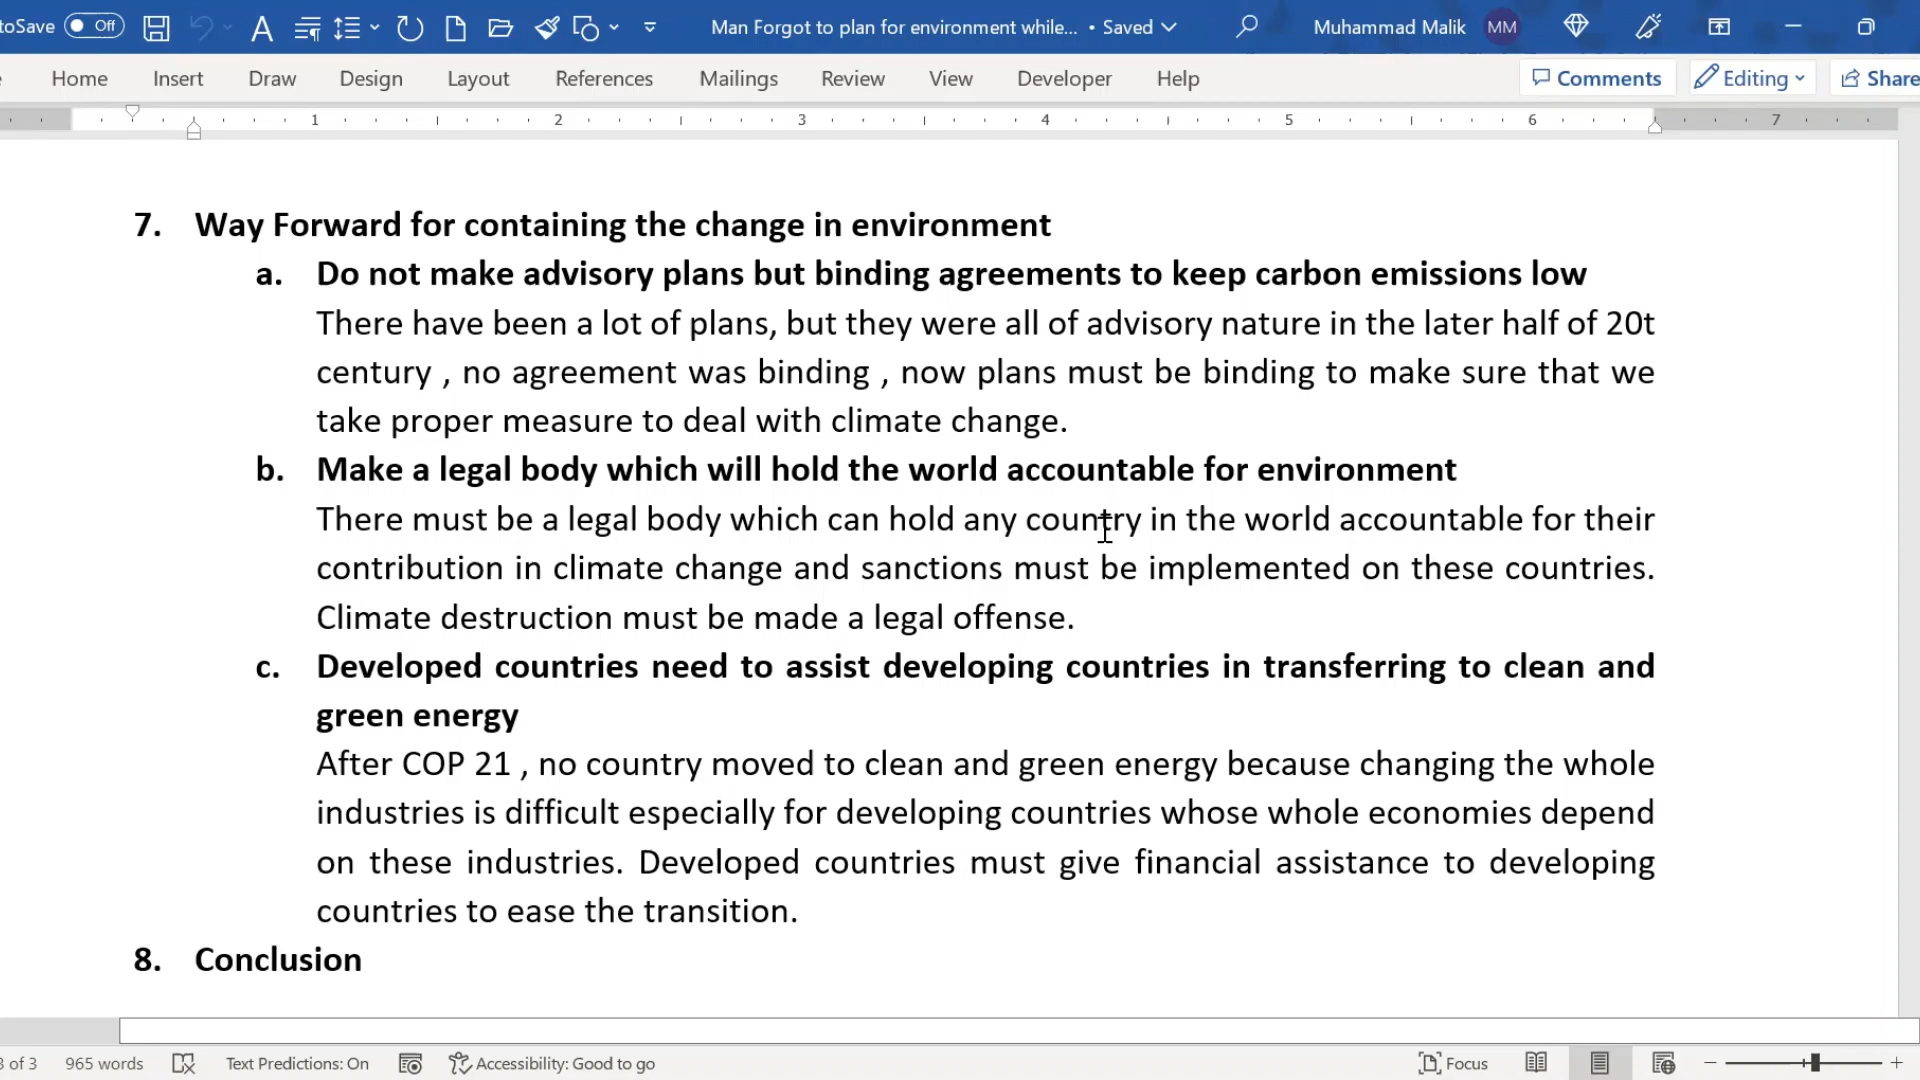 toSave Off Man Forgot to plan for environment while... • Saved Muhammad Malik MM
Home Insert Draw Design Layout References Mailings Review View Developer Help Comments Editing Share
1 2 3 4 5 6 7
7. Way Forward for containing the change in environment
a. Do not make advisory plans but binding agreements to keep carbon emissions low
There have been a lot of plans, but they were all of advisory nature in the later half of 20t
century , no agreement was binding , now plans must be binding to make sure that we
take proper measure to deal with climate change.
b. Make a legal body which will hold the world accountable for environment
There must be a legal body which can hold any country in the world accountable for their
contribution in climate change and sanctions must be implemented on these countries.
Climate destruction must be made a legal offense.
c. Developed countries need to assist developing countries in transferring to clean and
green energy
After COP 21 , no country moved to clean and green energy because changing the whole
industries is difficult especially for developing countries whose whole economies depend
on these industries. Developed countries must give financial assistance to developing
countries to ease the transition.
8. Conclusion
3 of 3 965 words Text Predictions: On Accessibility: Good to go Focus